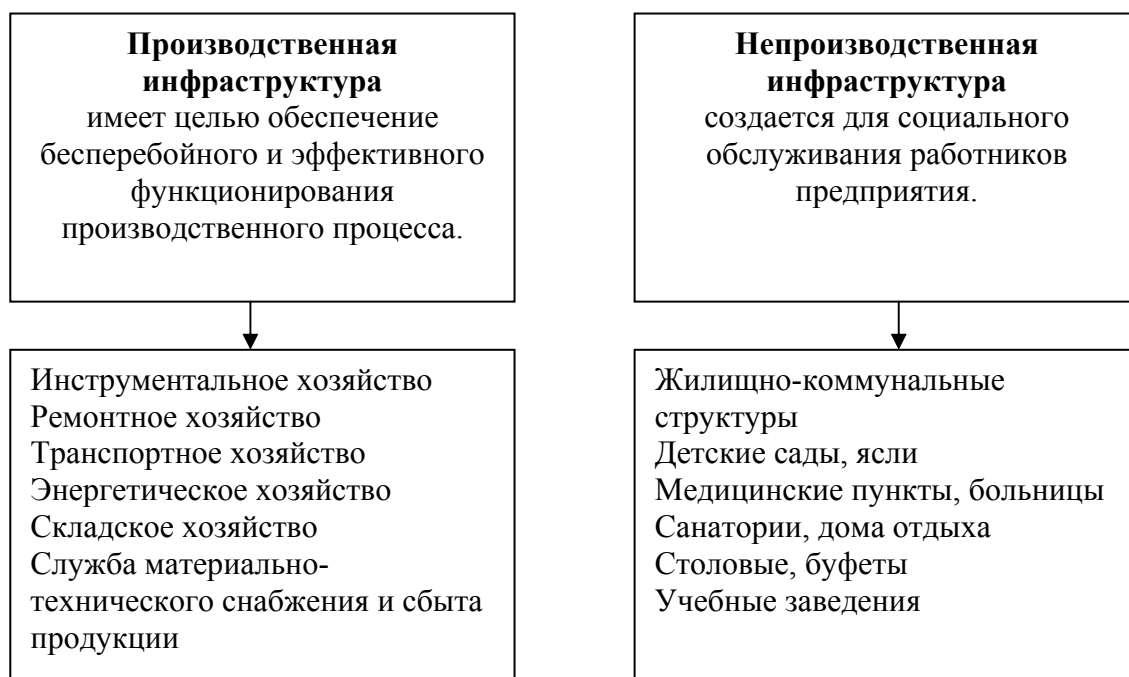 Производственная
инфраструктура
имеет целью обеспечение
бесперебойного и эффективного
функционирования
производственного процесса.
Инструментальное хозяйство
Ремонтное хозяйство
Транспортное хозяйство
Энергетическое хозяйство
Складское хозяйство
Служба материально-
технического снабжения и сбыта
продукции
Непроизводственная
инфраструктура
создается для социального
обслуживания работников
предприятия.
Жилищно-коммунальные
структуры
Детские сады, ясли
Медицинские пункты, больницы
Санатории, дома отдыха
Столовые, буфеты
Учебные заведения